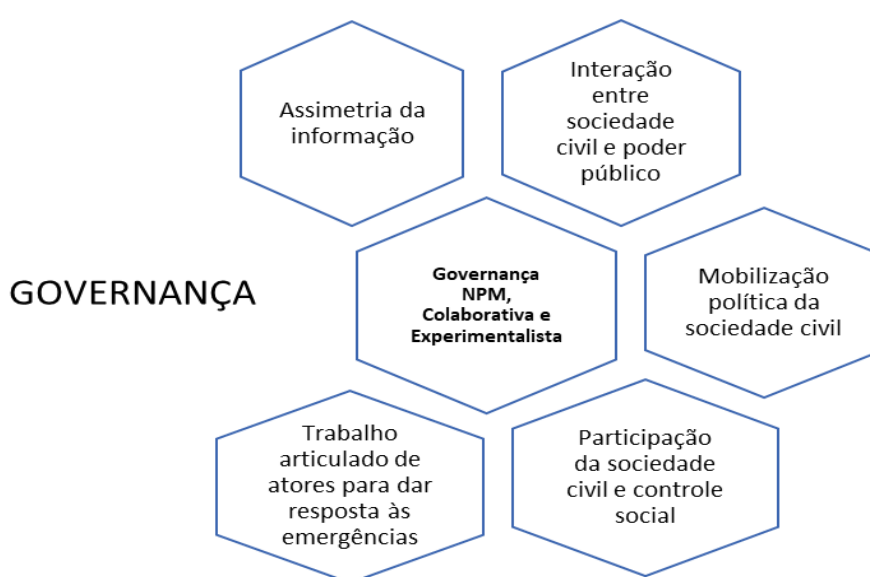 Assimetria da
informação
Interação
entre
sociedade
civil e poder
público
GOVERNANÇA
Governança
NPM,
Colaborativa e
Experimentalista
Mobilização
política da
sociedade civil
Trabalho
articulado de
atores para dar
resposta às
emergências
Participação
da sociedade
civil e controle
social